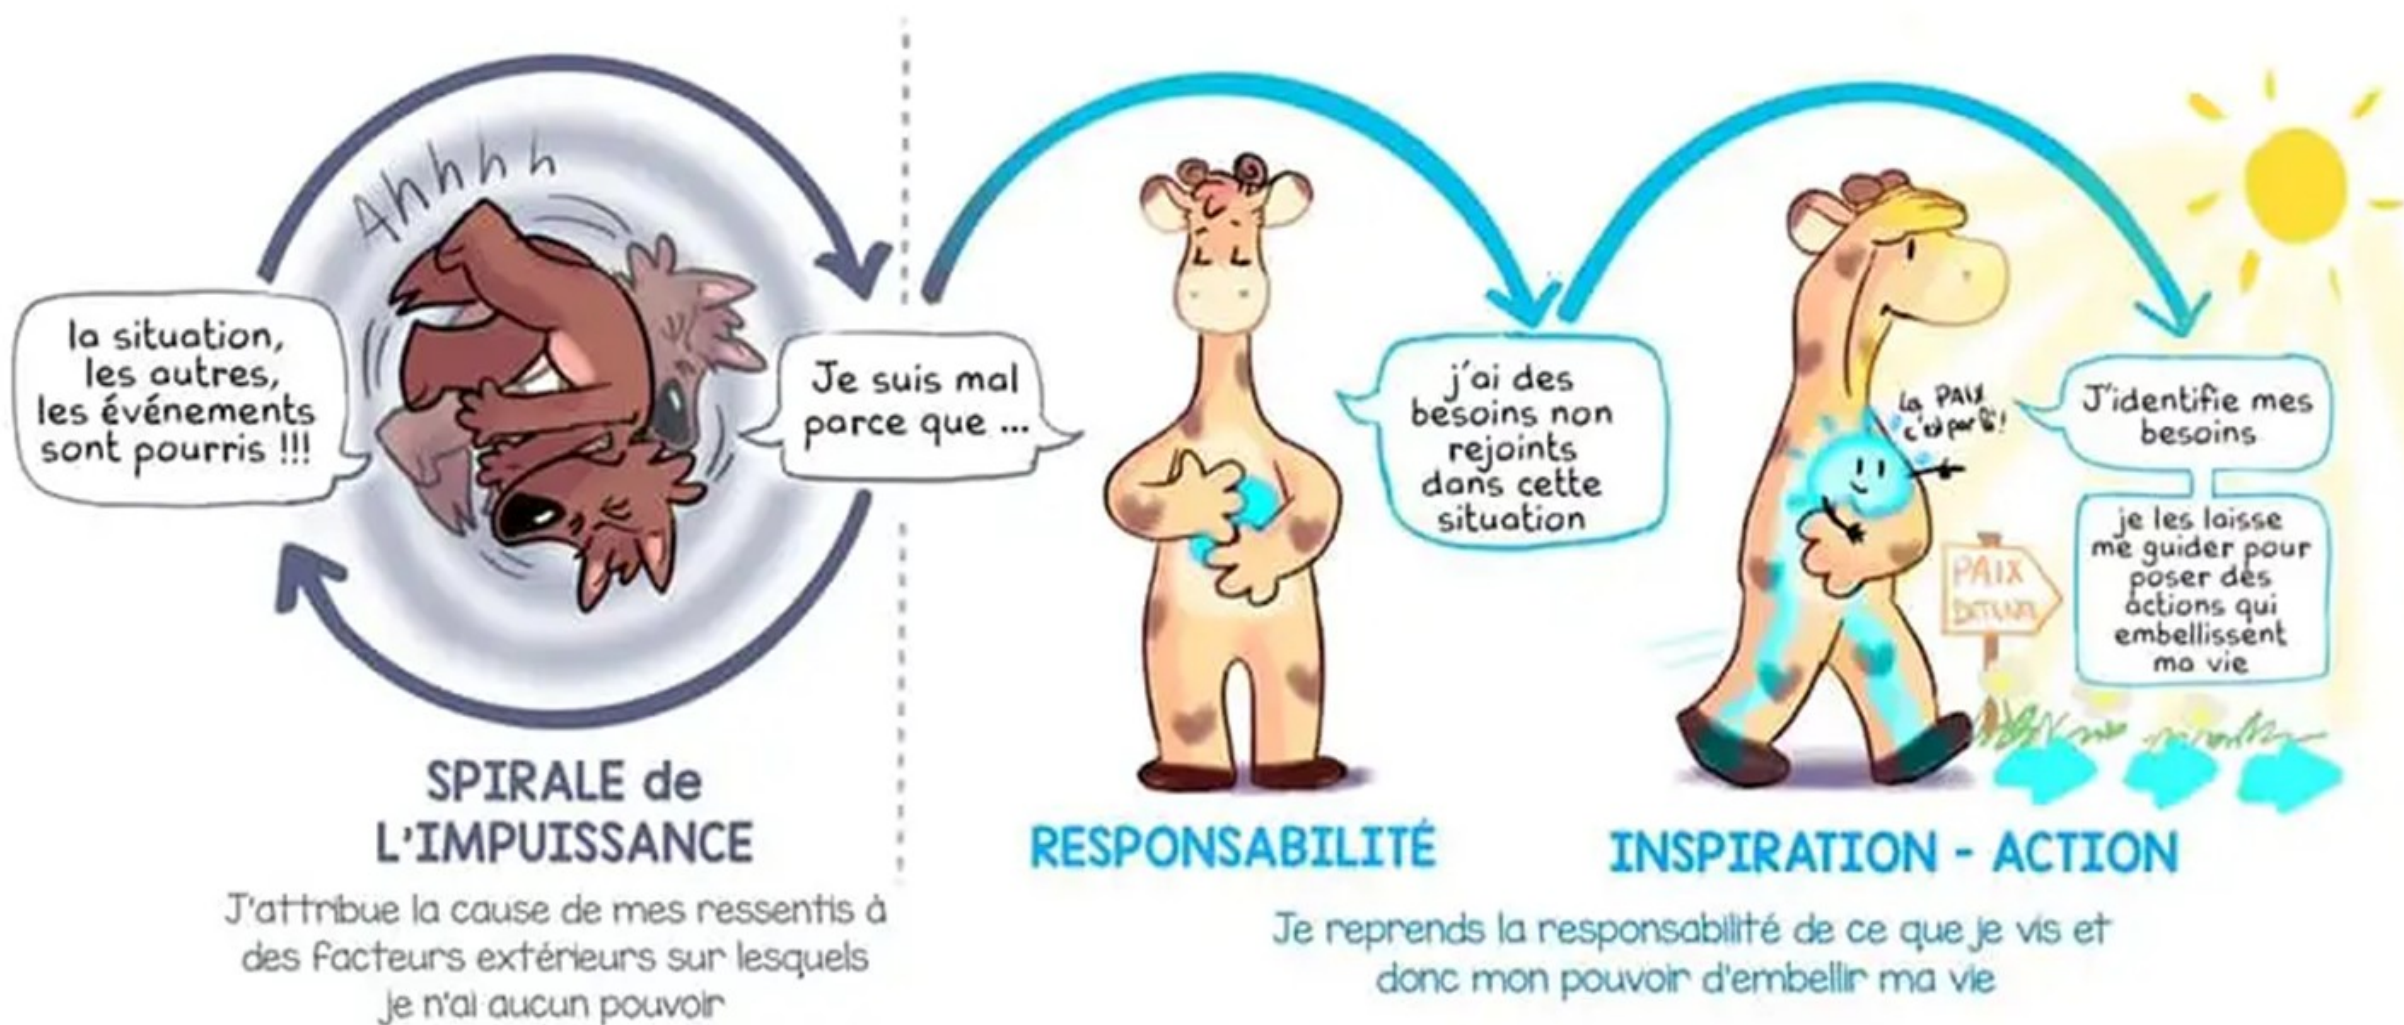 Ahhhh
la situation,
les autres,
les événements
sont pourris !!!
Je suis mal
parce que ...
SPIRALE de
L'IMPUISSANCE
J'attribue la cause de mes ressentis à
des facteurs extérieurs sur lesquels
je n'ai aucun pouvoir
j'ai des
besoins non
rejoints
dans cette
situation
RESPONSABILITÉ
la PAIX
c'est par là!
J'identifie mes
besoins
je les laisse
me guider pour
poser des
actions qui
embellissent
ma vie
PAIX
DÉTENTE
INSPIRATION - ACTION
Je reprends la responsabilité de ce que je vis et
donc mon pouvoir d'embellir ma vie